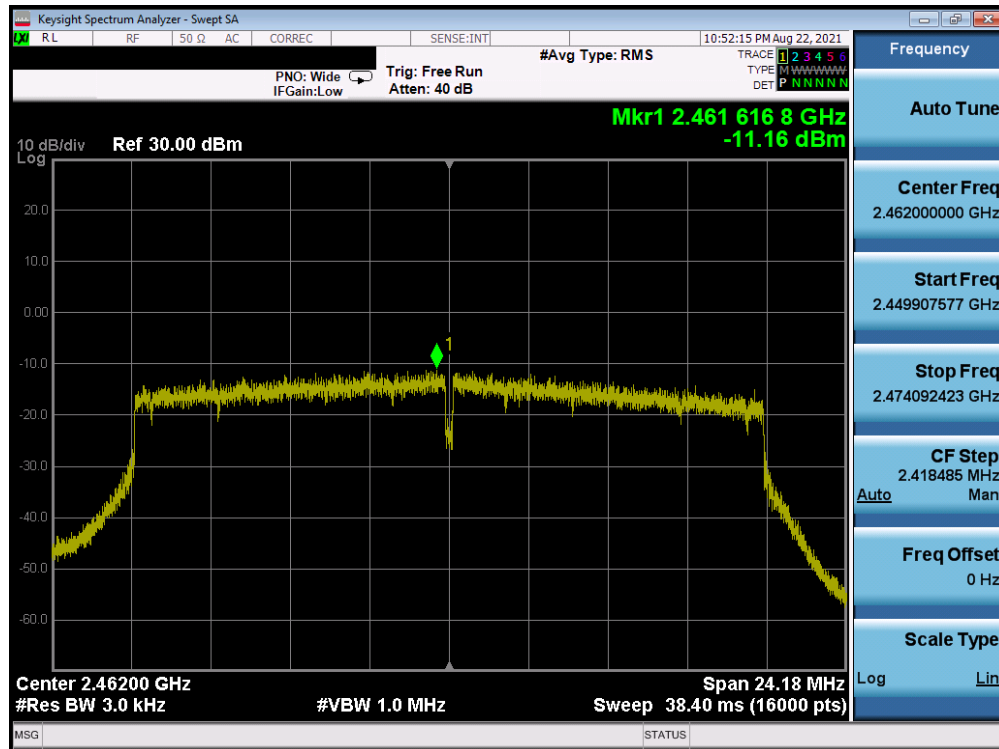 Keysight Spectrum Analyzer - Swept SA
LXI RL RF 50 Ω AC CORREC SENSE:INT 10:52:15 PM Aug 22, 2021
#Avg Type: RMS TRACE 1 2 3 4 5 6
PNO: Wide Trig: Free Run TYPE M WWWWW
IFGain:Low Atten: 40 dB DET P N N N N N
Mkr1 2.461 616 8 GHz
-11.16 dBm
10 dB/div Ref 30.00 dBm
Log
20.0
10.0
0.00
1
-10.0
-20.0
-30.0
-40.0
-50.0
-60.0
Center 2.46200 GHz Span 24.18 MHz
#Res BW 3.0 kHz #VBW 1.0 MHz Sweep 38.40 ms (16000 pts)
MSG STATUS
Frequency
Auto Tune
Center Freq
2.462000000 GHz
Start Freq
2.449907577 GHz
Stop Freq
2.474092423 GHz
CF Step
2.418485 MHz
Auto Man
Freq Offset
0 Hz
Scale Type
Log Lin